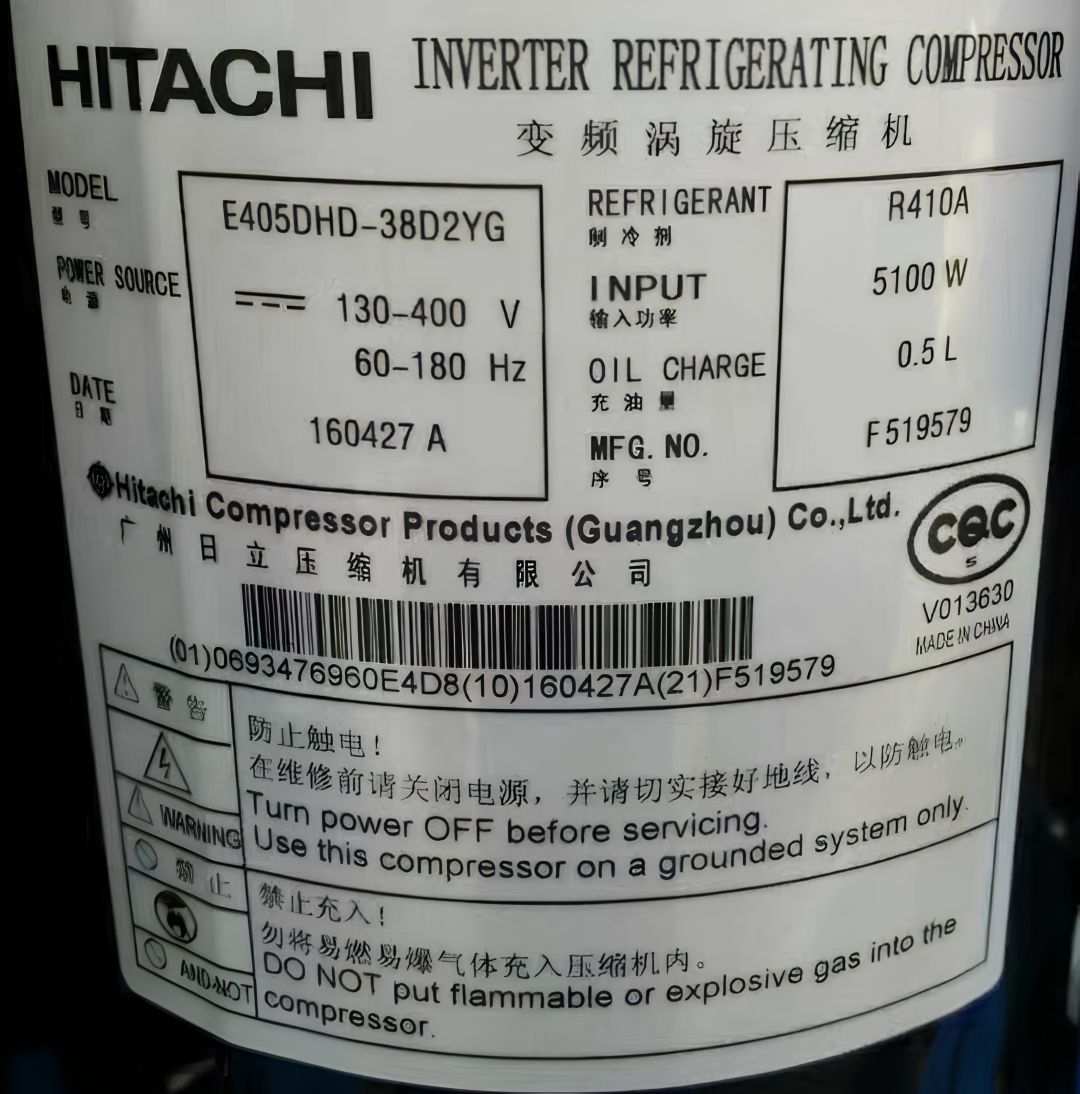 HITACHI INVERTER REFRIGERATING COMPRESSOR
变频涡旋压缩机
MODEL E405DHD-38D2YG
型号
POWER SOURCE 130-400 V
电源
60-180 Hz
DATE 160427 A
日期
REFRIGERANT R410A
制冷剂
INPUT 5100 W
输入功率
OIL CHARGE 0.5 L
充油量
MFG. NO. F519579
序号
Hitachi Compressor Products (Guangzhou) Co.,Ltd.
广州日立压缩机有限公司
CQC
S
V013630
MADE IN CHINA
(01)0693476960E4D8(10)160427A(21)F519579
警告
WARNING
防止触电!
在维修前请关闭电源,并请切实接好地线,以防触电。
Turn power OFF before servicing.
Use this compressor on a grounded system only.
禁止充入!
勿将易燃易爆气体充入压缩机内。
DO NOT put flammable or explosive gas into the
compressor.